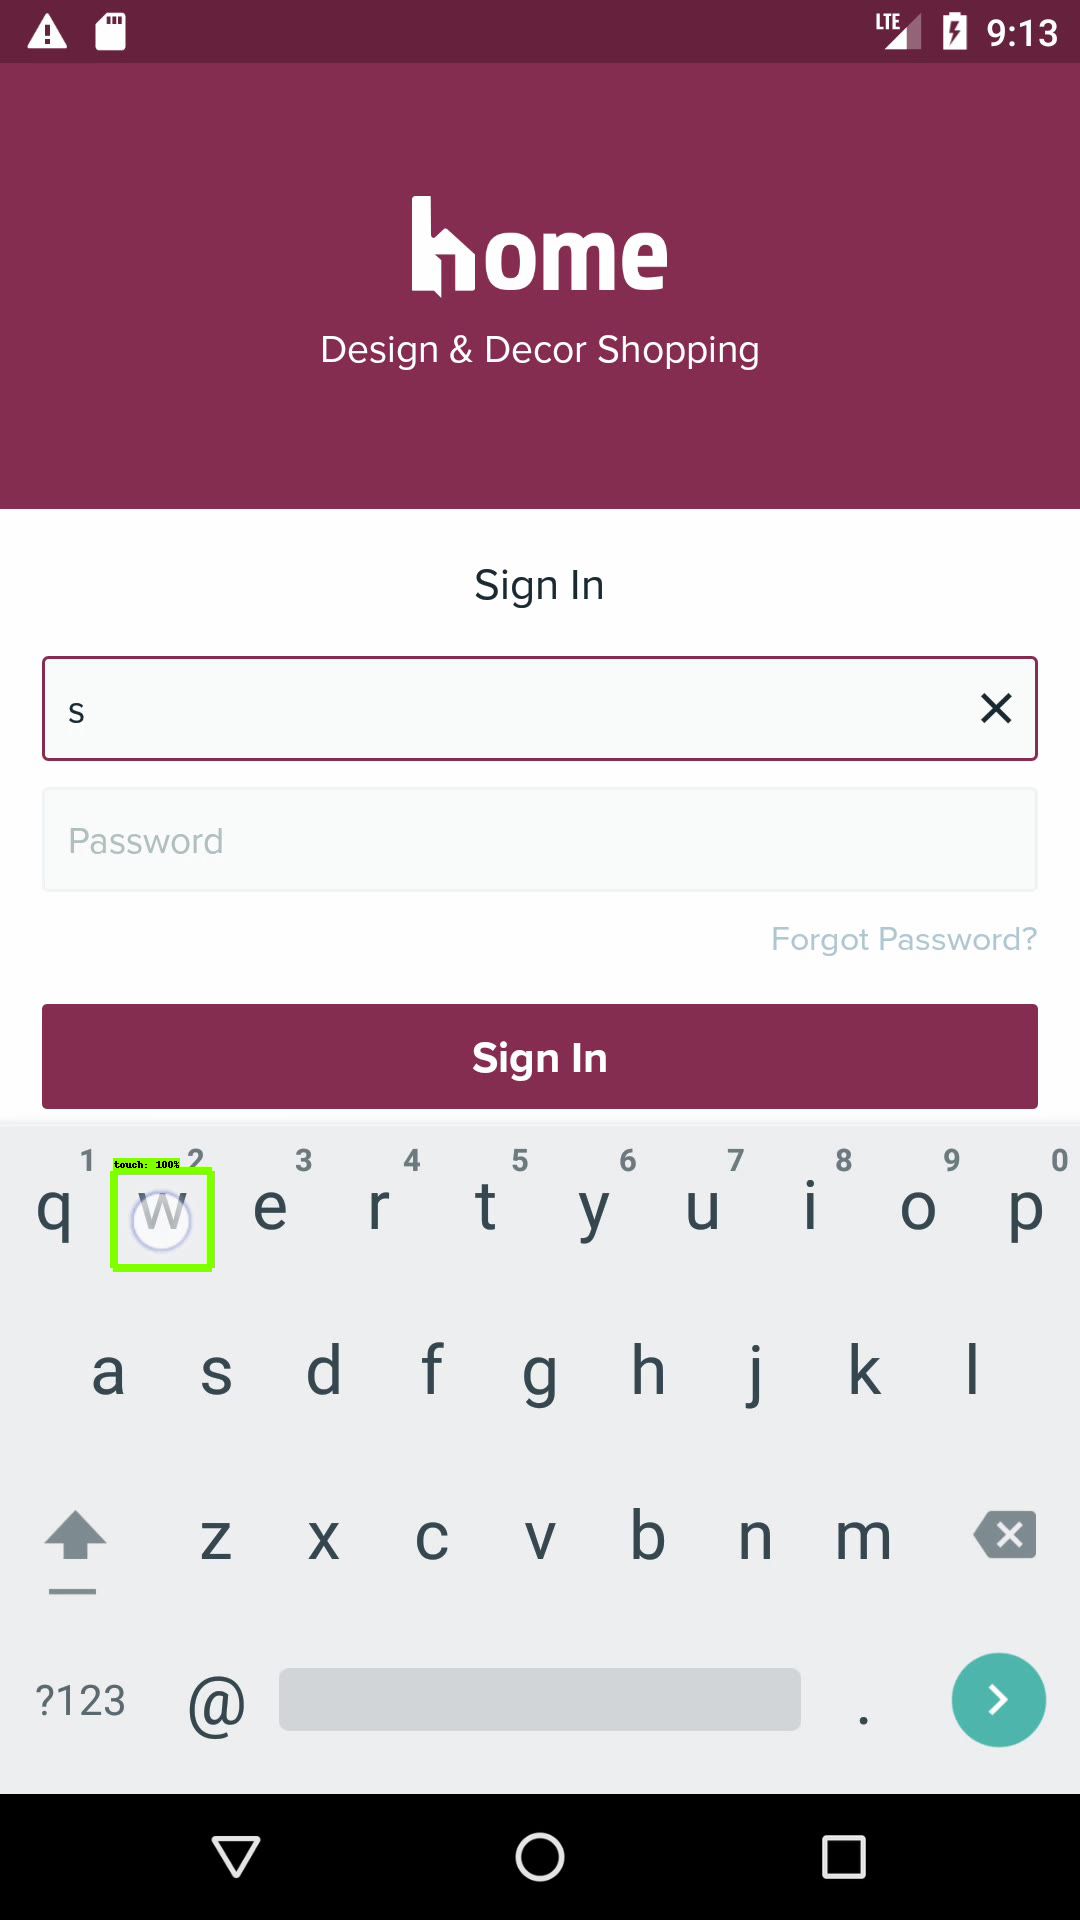 LTE 9:13
home
Design & Decor Shopping
Sign In
s
Password
Forgot Password?
Sign In
1 2 3 4 5 6 7 8 9 0
touch: 100%
q w e r t y u i o p
a s d f g h j k l
z x c v b n m
?123 @ .